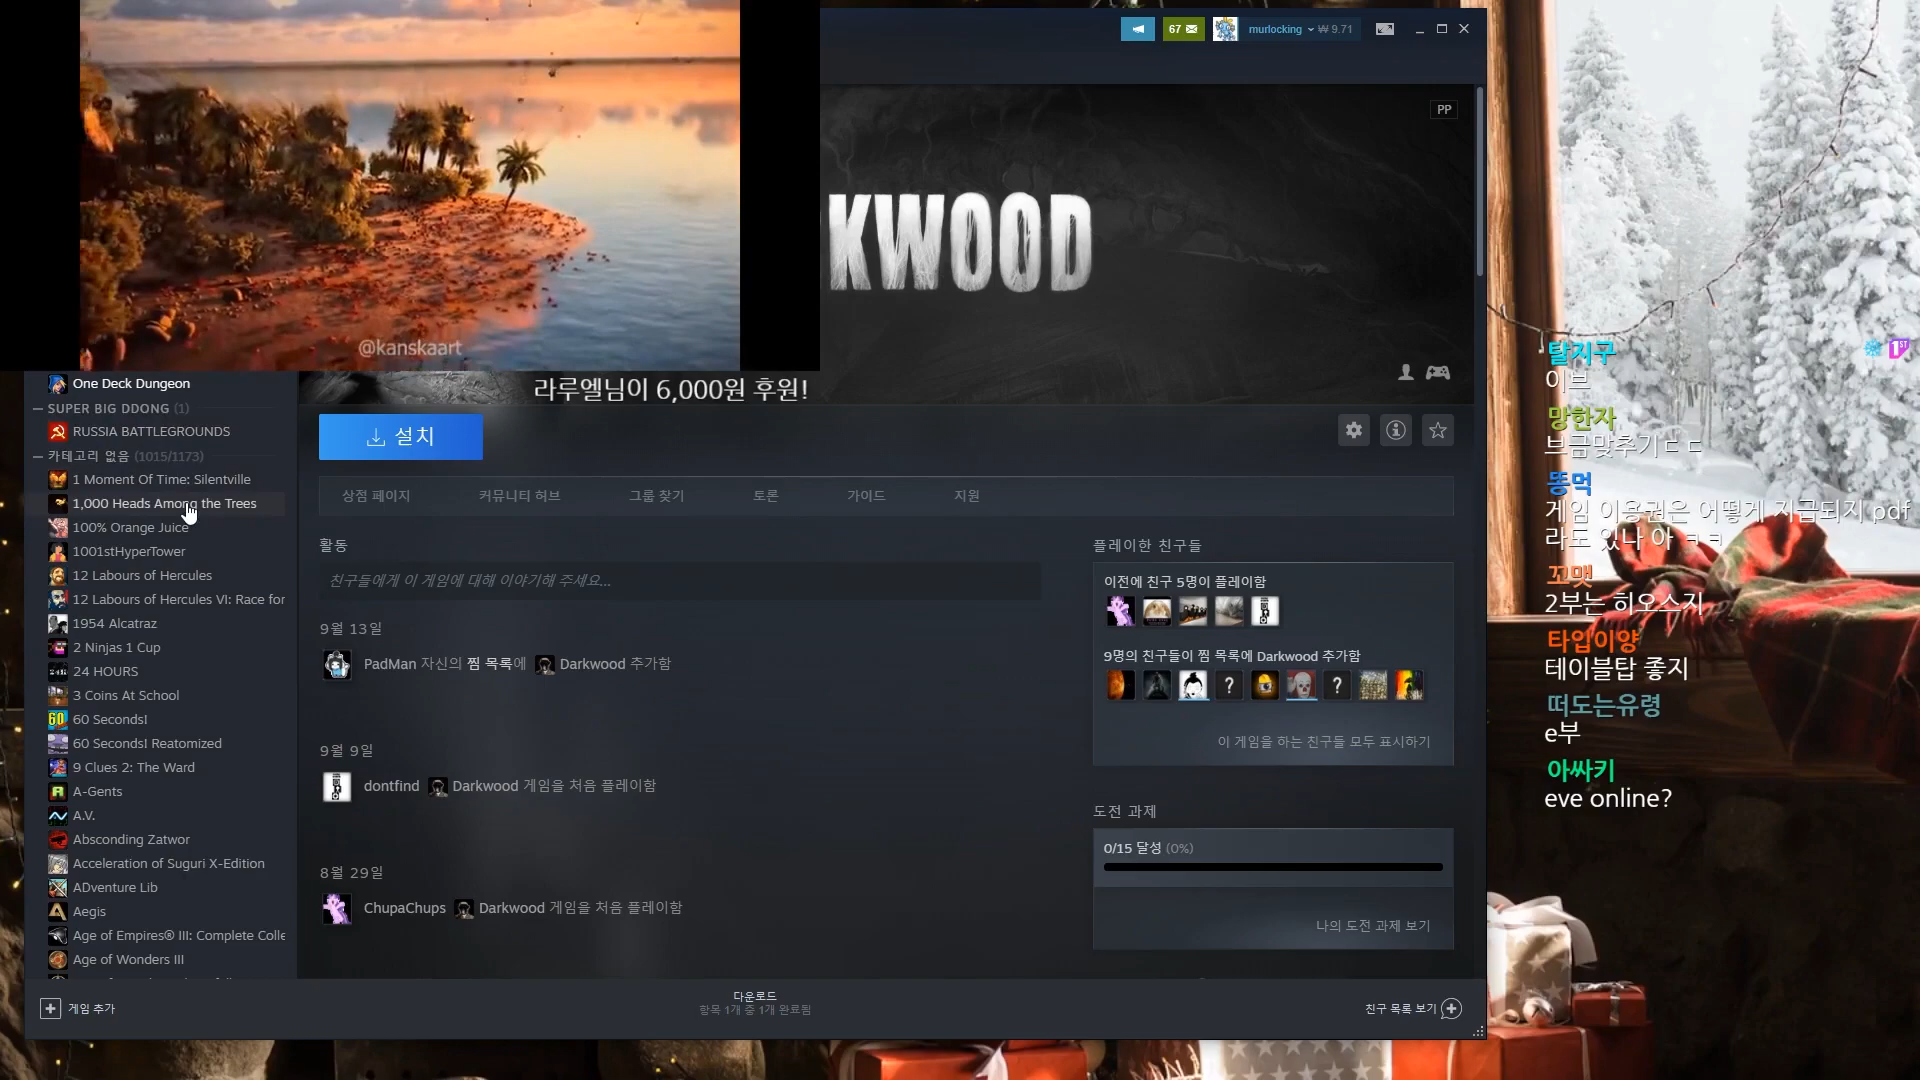 67
murlocking
₩ 9.71
PP
KWOOD
@kanskaart
라루엘님이 6,000원 후원!
One Deck Dungeon
SUPER BIG DDONG (1)
RUSSIA BATTLEGROUNDS
카테고리 없음 (1015/1173)
1 Moment Of Time: Silentville
1,000 Heads Among the Trees
100% Orange Juice
1001stHyperTower
12 Labours of Hercules
12 Labours of Hercules VI: Race for
1954 Alcatraz
2 Ninjas 1 Cup
24 HOURS
3 Coins At School
60 Seconds!
60 Seconds! Reatomized
9 Clues 2: The Ward
A-Gents
A.V.
Absconding Zatwor
Acceleration of Suguri X-Edition
ADventure Lib
Aegis
Age of Empires® III: Complete Colle
Age of Wonders III
게임 추가
설치
상점 페이지
커뮤니티 허브
그룹 찾기
토론
가이드
지원
활동
친구들에게 이 게임에 대해 이야기해 주세요...
9월 13일
PadMan 자신의 찜 목록에 Darkwood 추가함
9월 9일
dontfind Darkwood 게임을 처음 플레이함
8월 29일
ChupaChups Darkwood 게임을 처음 플레이함
플레이한 친구들
이전에 친구 5명이 플레이함
9명의 친구들이 찜 목록에 Darkwood 추가함
이 게임을 하는 친구들 모두 표시하기
도전 과제
0/15 달성 (0%)
나의 도전 과제 보기
다운로드
항목 1개 중 1개 완료됨
친구 목록 보기
1ST
탈지구
이브
망한자
브금맞추기ㄷㄷ
똥먹
게임 이용권은 어떻게 지급되지 pdf
라도 있나 아 ㅋㅋ
꼬맷
2부는 히오스지
타입이양
테이블탑 좋지
떠도는유령
e부
아싸키
eve online?